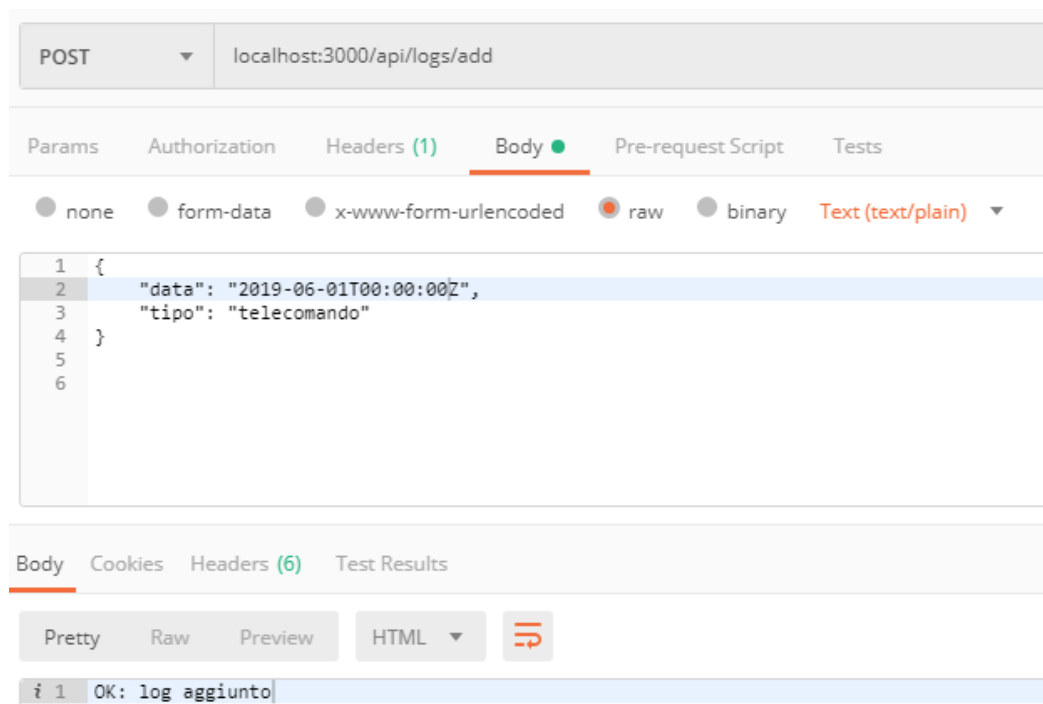 POST localhost:3000/api/logs/add
Params Authorization Headers (1) Body Pre-request Script Tests
none form-data x-www-form-urlencoded raw binary Text (text/plain)
1 {
2 "data": "2019-06-01T00:00:00Z",
3 "tipo": "telecomando"
4 }
5
6
Body Cookies Headers (6) Test Results
Pretty Raw Preview HTML
i 1 OK: log aggiunto